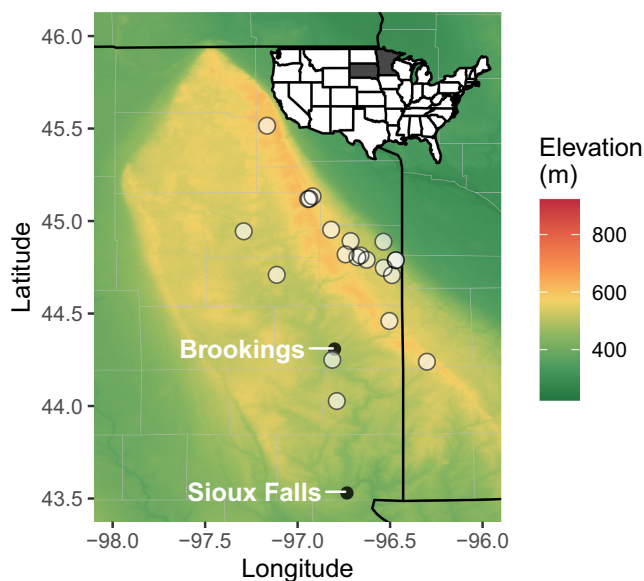 46.0
45.5
45.0
44.5
44.0
43.5
Latitude
Brookings
Sioux Falls
−98.0
−97.5
−97.0
−96.5
−96.0
Longitude
Elevation
(m)
800
600
400